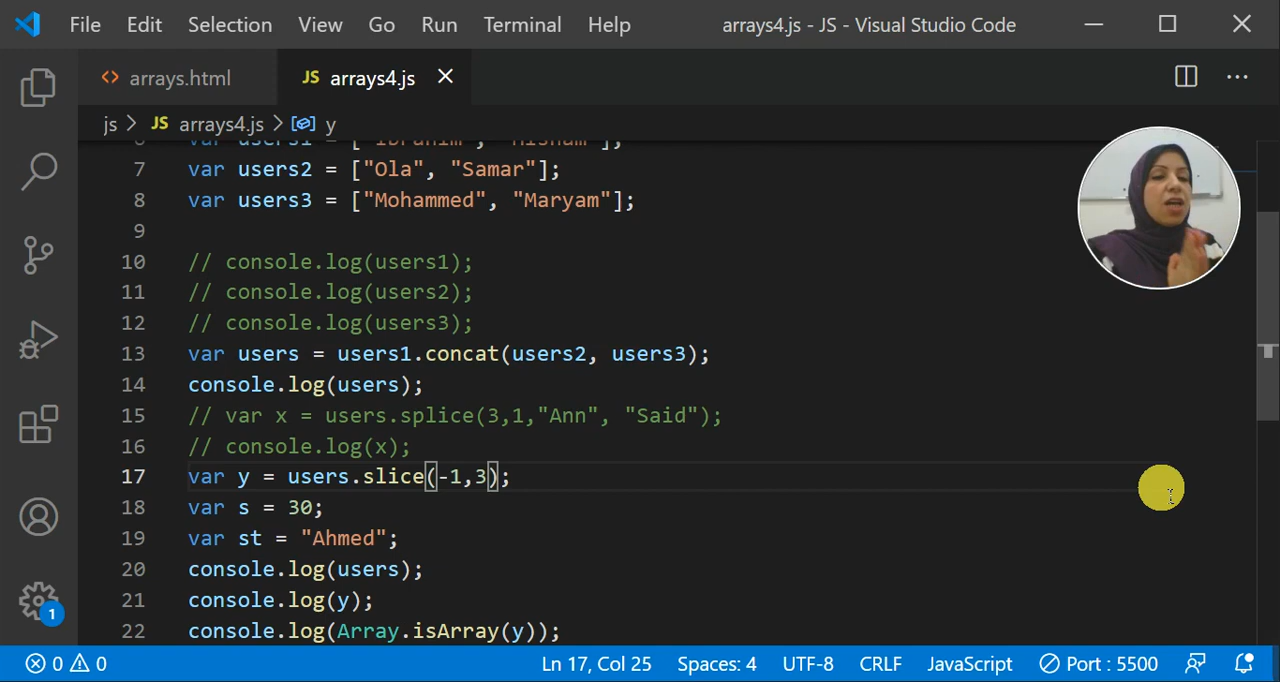 File Edit Selection View Go Run Terminal Help arrays4.js - JS - Visual Studio Code
<> arrays.html JS arrays4.js
js > JS arrays4.js > y
7 var users2 = ["Ola", "Samar"];
8 var users3 = ["Mohammed", "Maryam"];
9
10 // console.log(users1);
11 // console.log(users2);
12 // console.log(users3);
13 var users = users1.concat(users2, users3);
14 console.log(users);
15 // var x = users.splice(3,1,"Ann", "Said");
16 // console.log(x);
17 var y = users.slice(-1,3);
18 var s = 30;
19 var st = "Ahmed";
20 console.log(users);
21 console.log(y);
22 console.log(Array.isArray(y));
1
0 0 Ln 17, Col 25 Spaces: 4 UTF-8 CRLF JavaScript Port : 5500